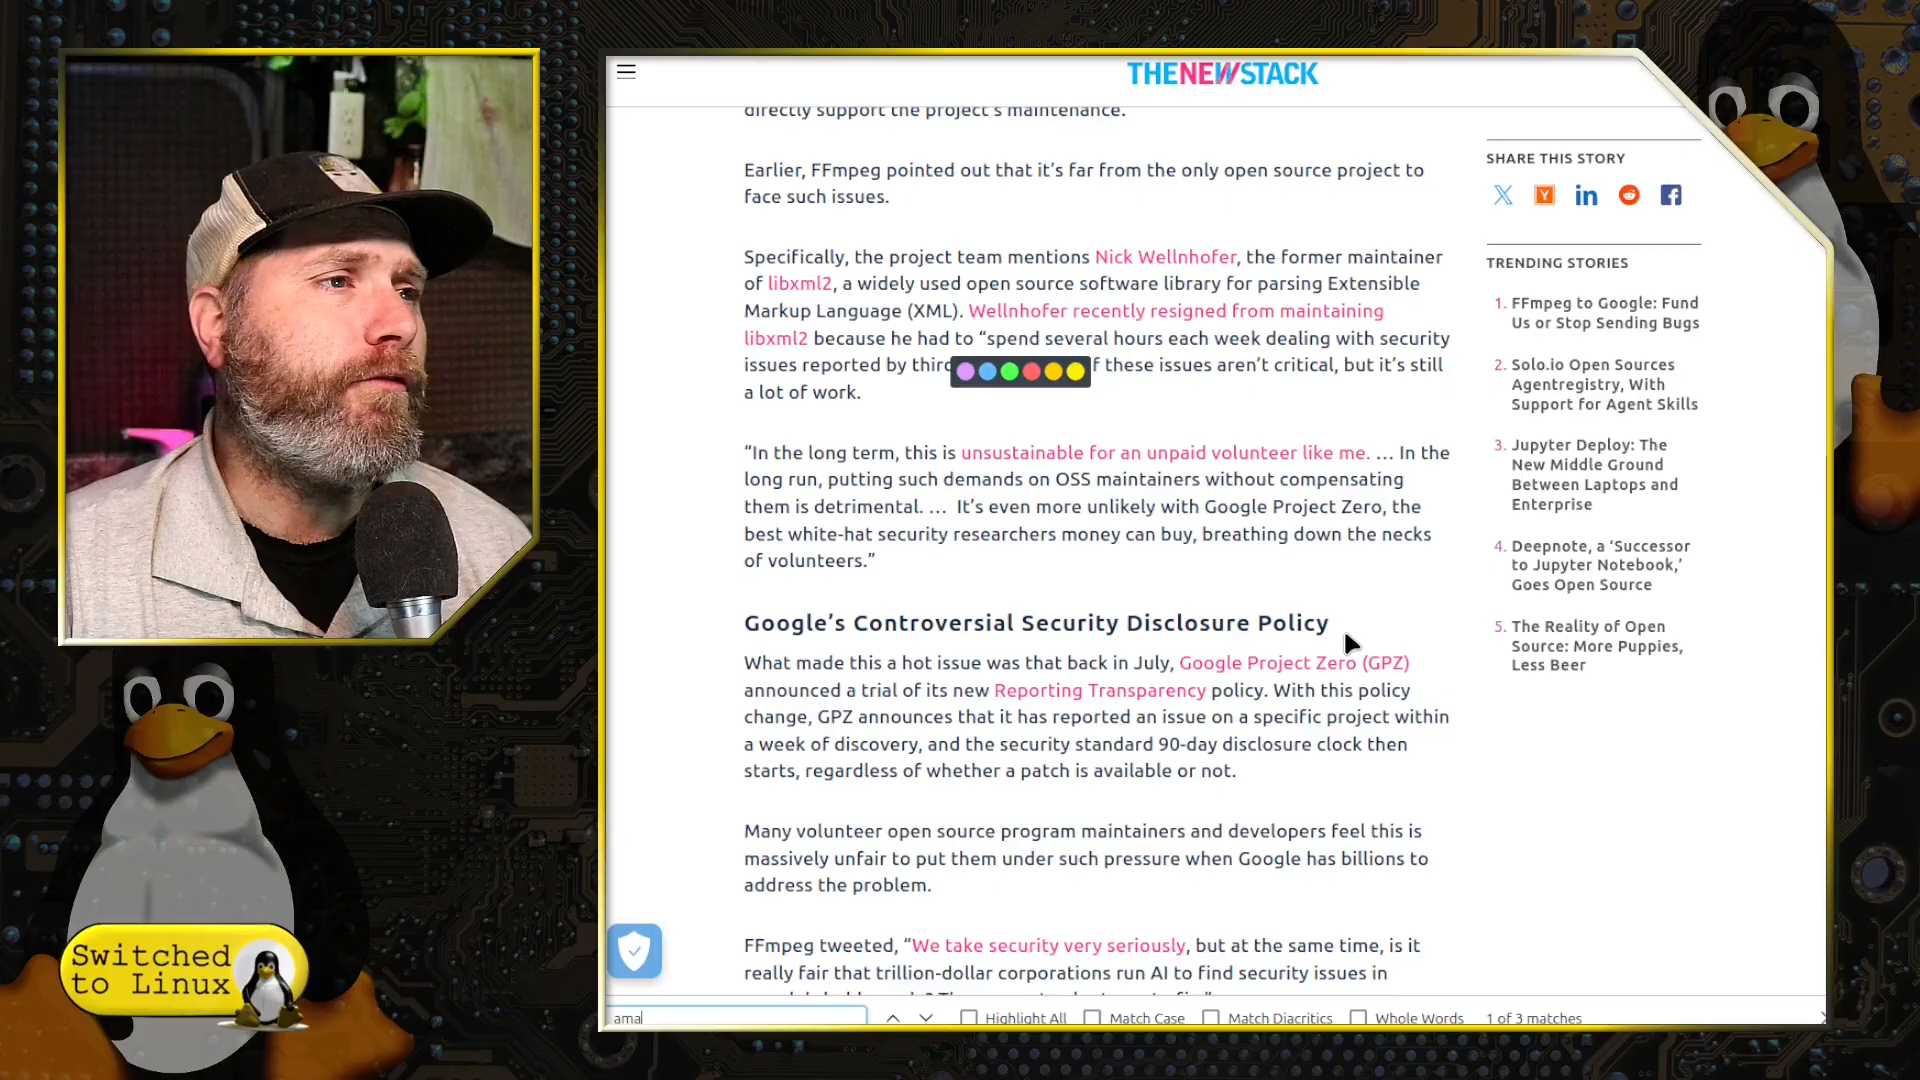 THENEWSTACK
directly support the project's maintenance.
Earlier, FFmpeg pointed out that it's far from the only open source project to
face such issues.
Specifically, the project team mentions Nick Wellnhofer, the former maintainer
of libxml2, a widely used open source software library for parsing Extensible
Markup Language (XML). Wellnhofer recently resigned from maintaining
libxml2 because he had to “spend several hours each week dealing with security
issues reported by third f these issues aren't critical, but it's still
a lot of work.
“In the long term, this is unsustainable for an unpaid volunteer like me. … In the
long run, putting such demands on OSS maintainers without compensating
them is detrimental. … It's even more unlikely with Google Project Zero, the
best white-hat security researchers money can buy, breathing down the necks
of volunteers.”
Google's Controversial Security Disclosure Policy
What made this a hot issue was that back in July, Google Project Zero (GPZ)
announced a trial of its new Reporting Transparency policy. With this policy
change, GPZ announces that it has reported an issue on a specific project within
a week of discovery, and the security standard 90-day disclosure clock then
starts, regardless of whether a patch is available or not.
Many volunteer open source program maintainers and developers feel this is
massively unfair to put them under such pressure when Google has billions to
address the problem.
FFmpeg tweeted, “We take security very seriously, but at the same time, is it
really fair that trillion-dollar corporations run AI to find security issues in
SHARE THIS STORY
TRENDING STORIES
1. FFmpeg to Google: Fund
Us or Stop Sending Bugs
2. Solo.io Open Sources
Agentregistry, With
Support for Agent Skills
3. Jupyter Deploy: The
New Middle Ground
Between Laptops and
Enterprise
4. Deepnote, a ‘Successor
to Jupyter Notebook,’
Goes Open Source
5. The Reality of Open
Source: More Puppies,
Less Beer
ama
Highlight All
Match Case
Match Diacritics
Whole Words
1 of 3 matches
Switched
to Linux